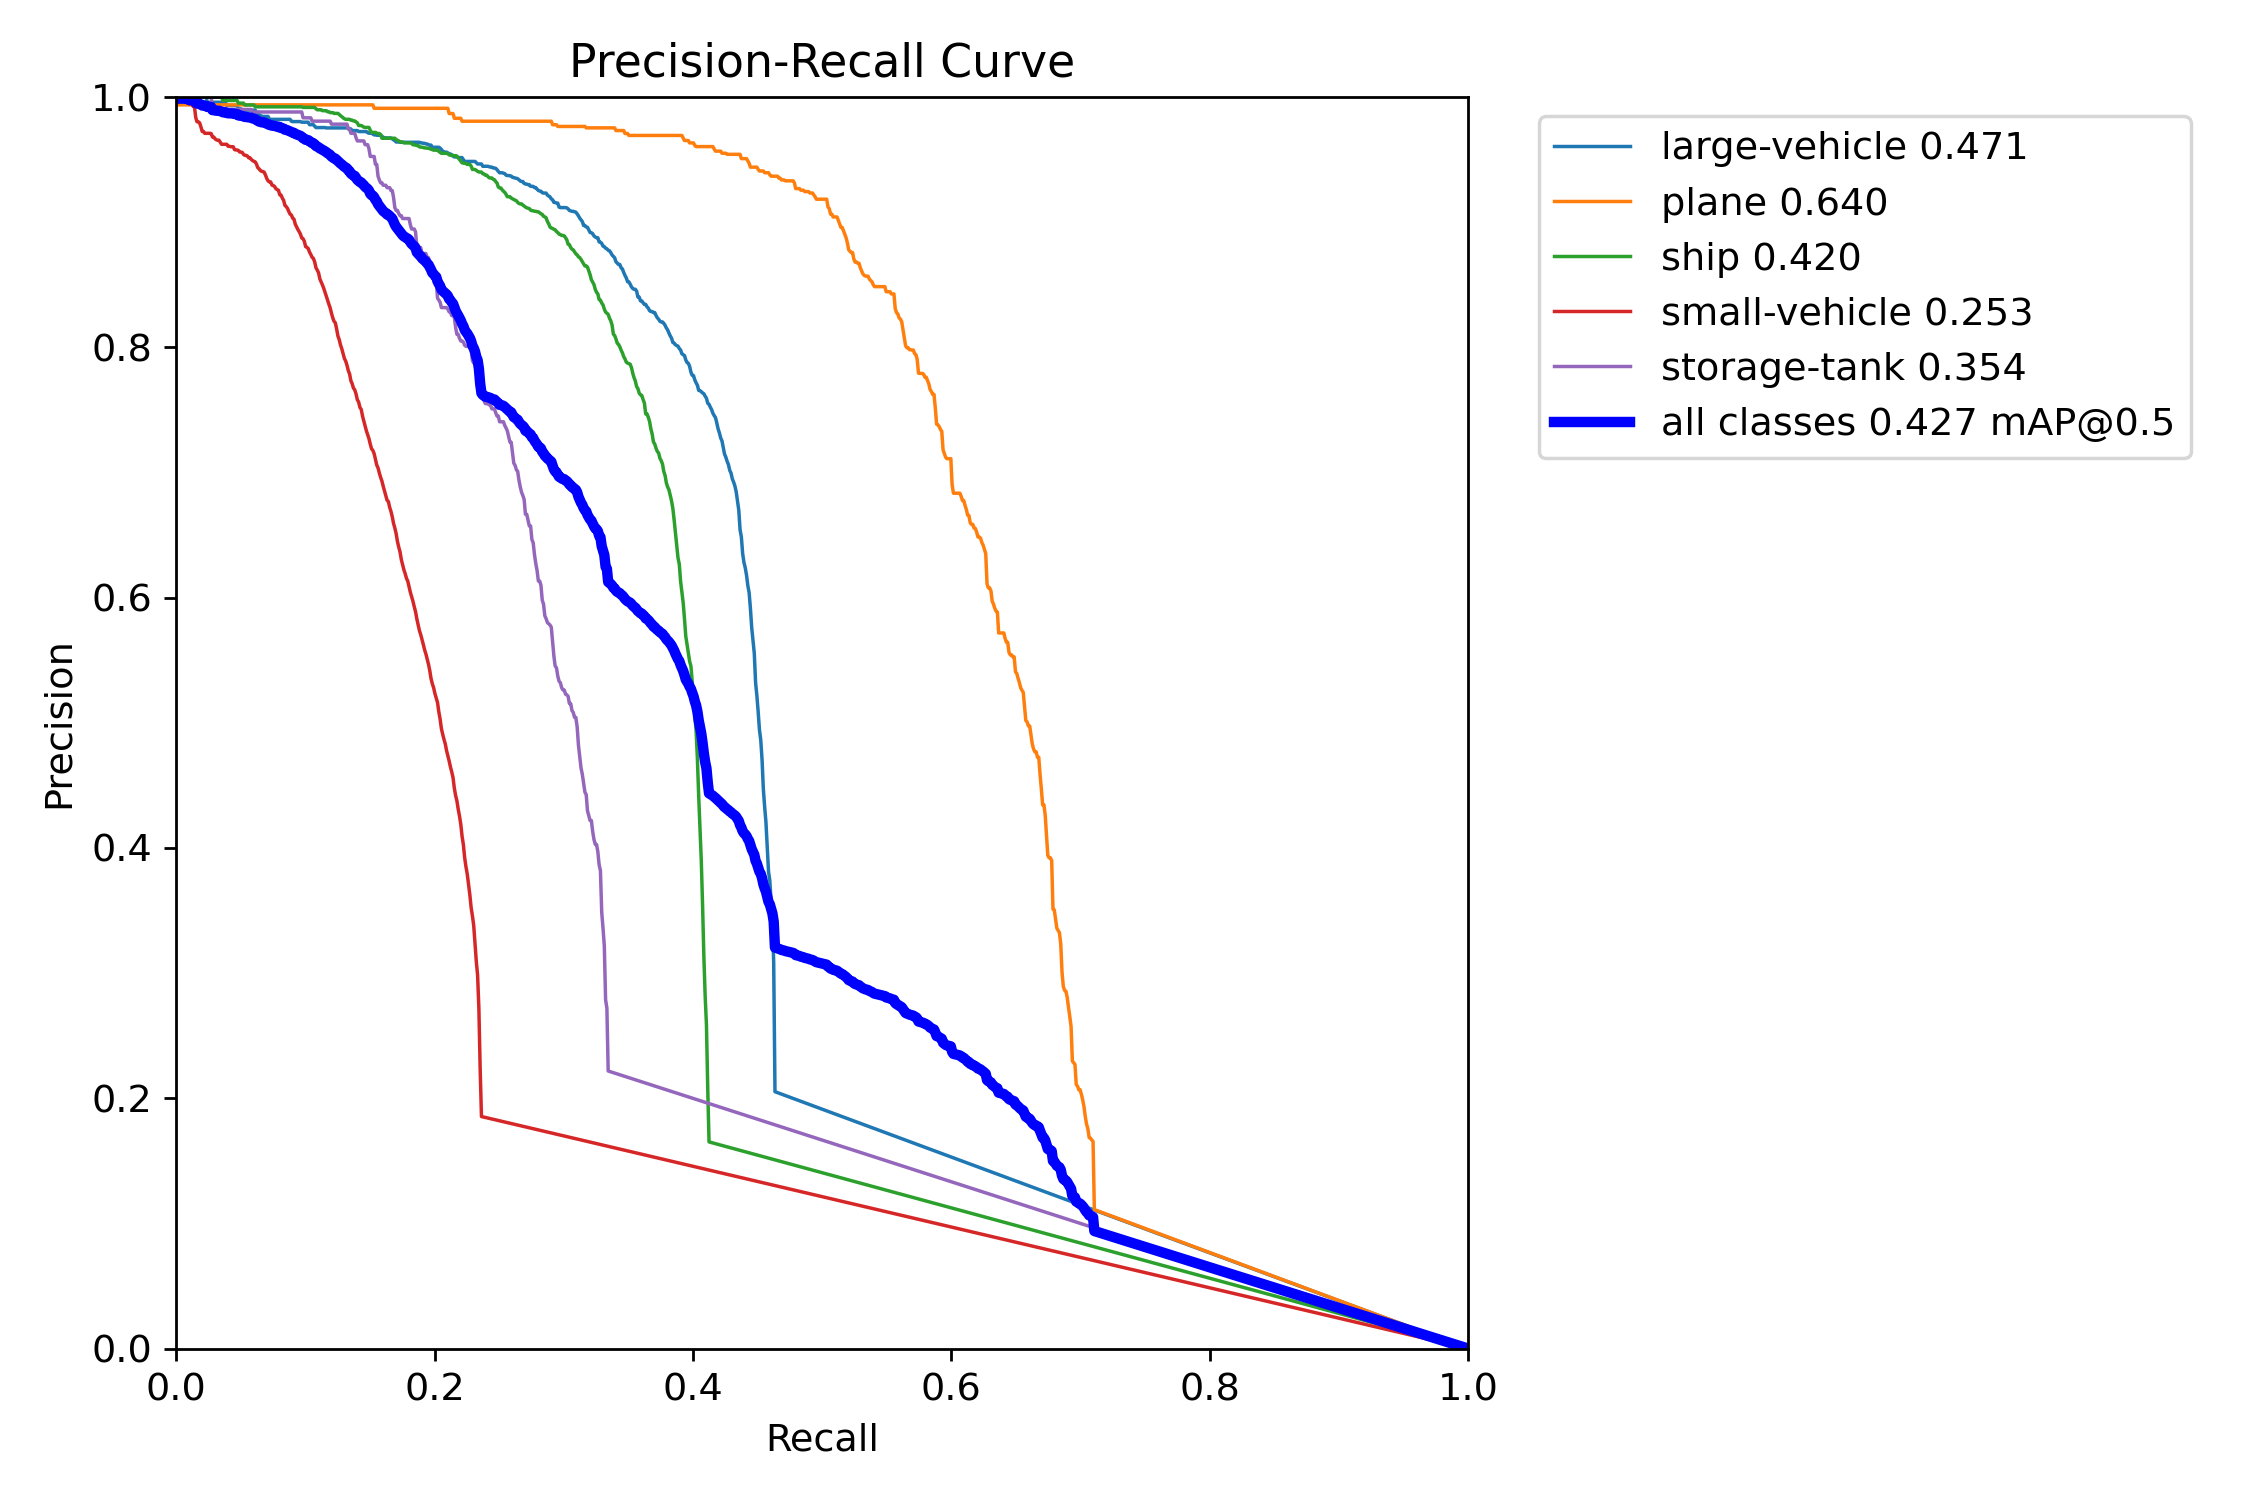 Precision-Recall Curve
1.0
0.8
0.6
0.4
0.2
0.0
Precision
0.0 0.2 0.4 0.6 0.8 1.0
Recall
large-vehicle 0.471
plane 0.640
ship 0.420
small-vehicle 0.253
storage-tank 0.354
all classes 0.427 mAP@0.5